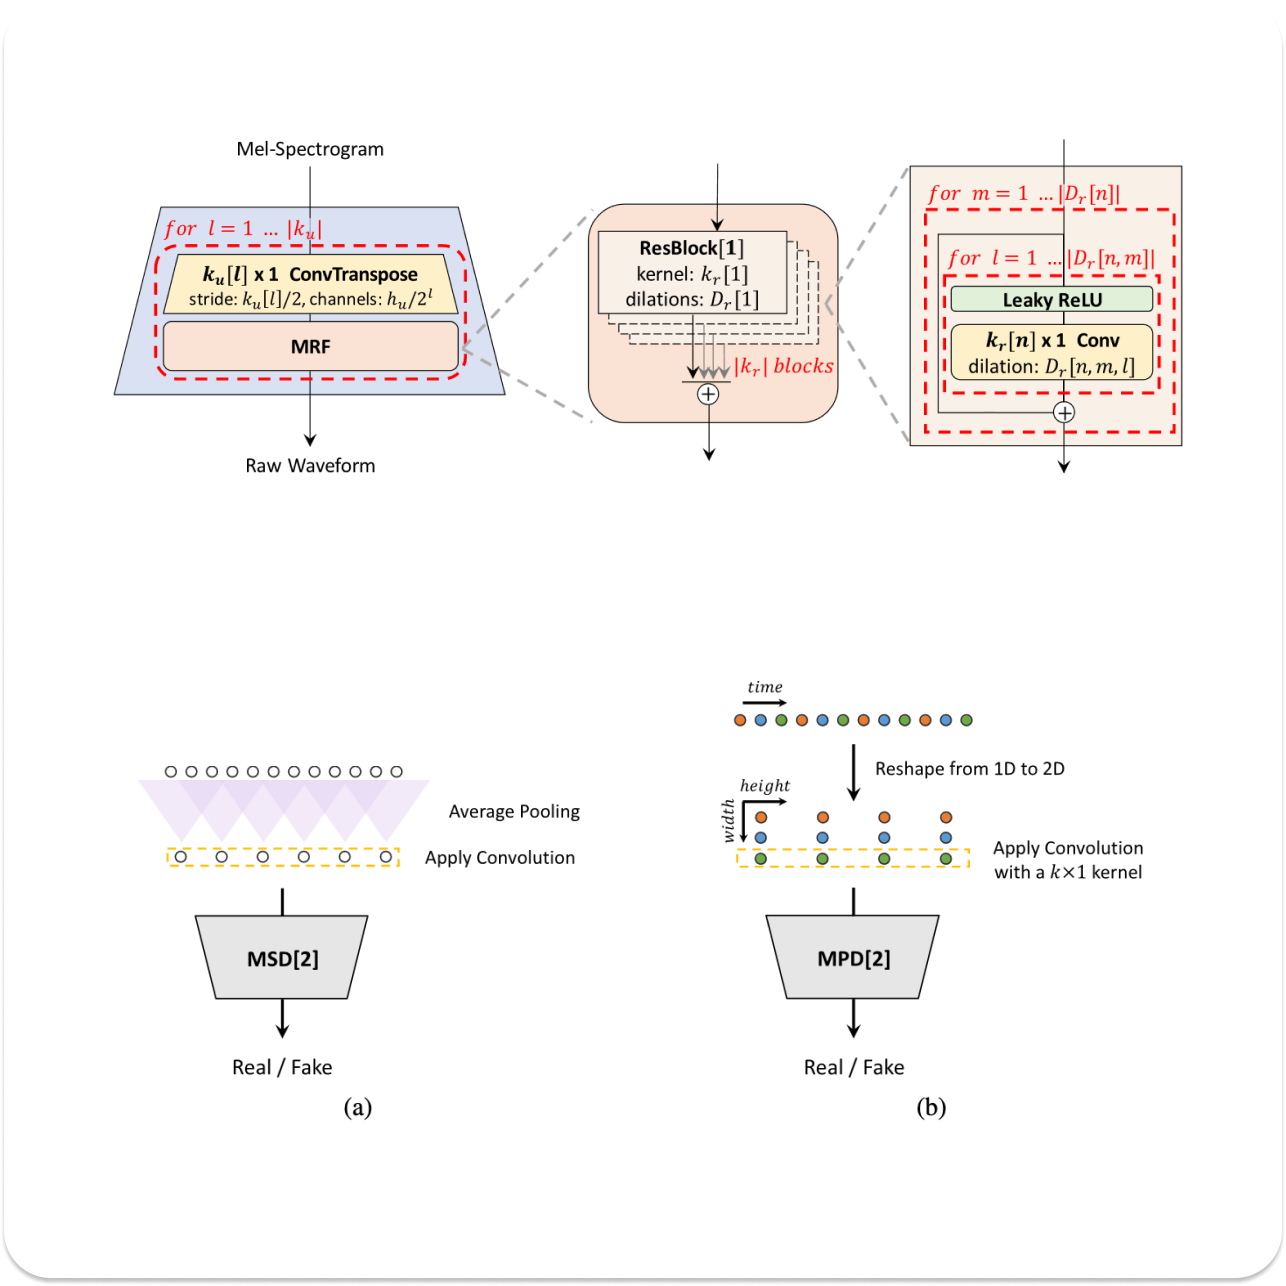 Mel-Spectrogram
for l = 1 … |k_u|
k_u[l] x 1 ConvTranspose
stride: k_u[l]/2, channels: h_u/2^l
MRF
Raw Waveform
ResBlock[1]
kernel: k_r[1]
dilations: D_r[1]
|k_r| blocks
+
for m = 1 …|D_r[n]|
for l = 1 …|D_r[n,m]|
Leaky ReLU
k_r[n] x 1 Conv
dilation: D_r[n,m,l]
+
Average Pooling
Apply Convolution
MSD[2]
Real / Fake
(a)
time
Reshape from 1D to 2D
height
width
Apply Convolution
with a k×1 kernel
MPD[2]
Real / Fake
(b)